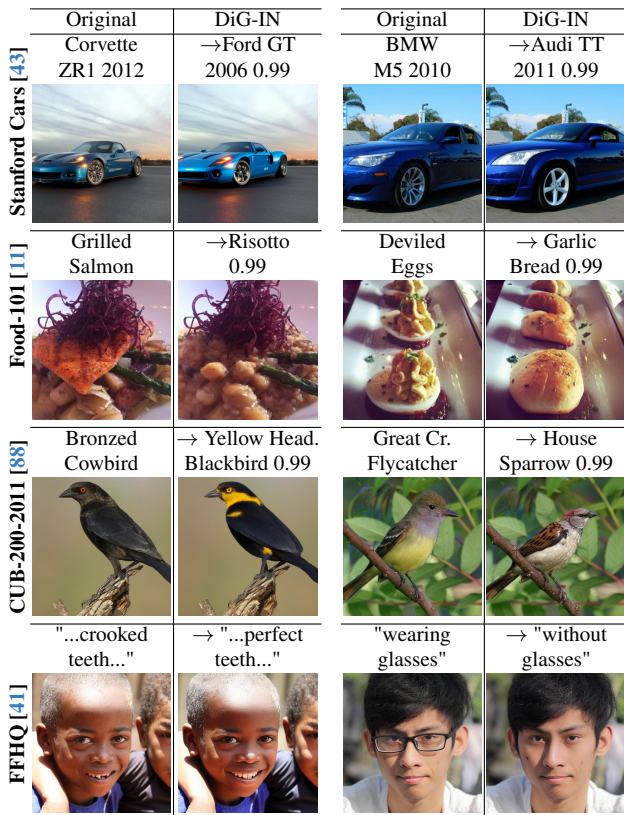 Original DiG-IN Original DiG-IN
Stanford Cars [43]
Corvette →Ford GT BMW →Audi TT
ZR1 2012 2006 0.99 M5 2010 2011 0.99
Food-101 [11]
Grilled →Risotto Deviled → Garlic
Salmon 0.99 Eggs Bread 0.99
CUB-200-2011 [88]
Bronzed → Yellow Head. Great Cr. → House
Cowbird Blackbird 0.99 Flycatcher Sparrow 0.99
FFHQ [41]
"...crooked → "...perfect "wearing → "without
teeth..." teeth..." glasses" glasses"